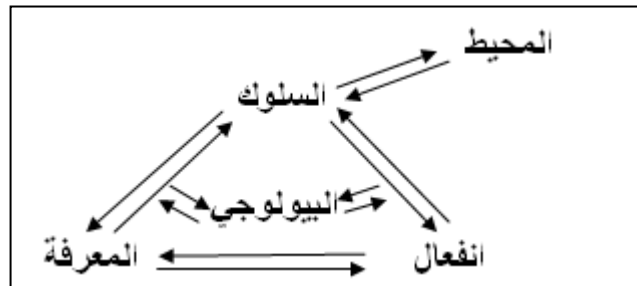 المحيط
السلوك
البيولوجي
انفعال
المعرفة